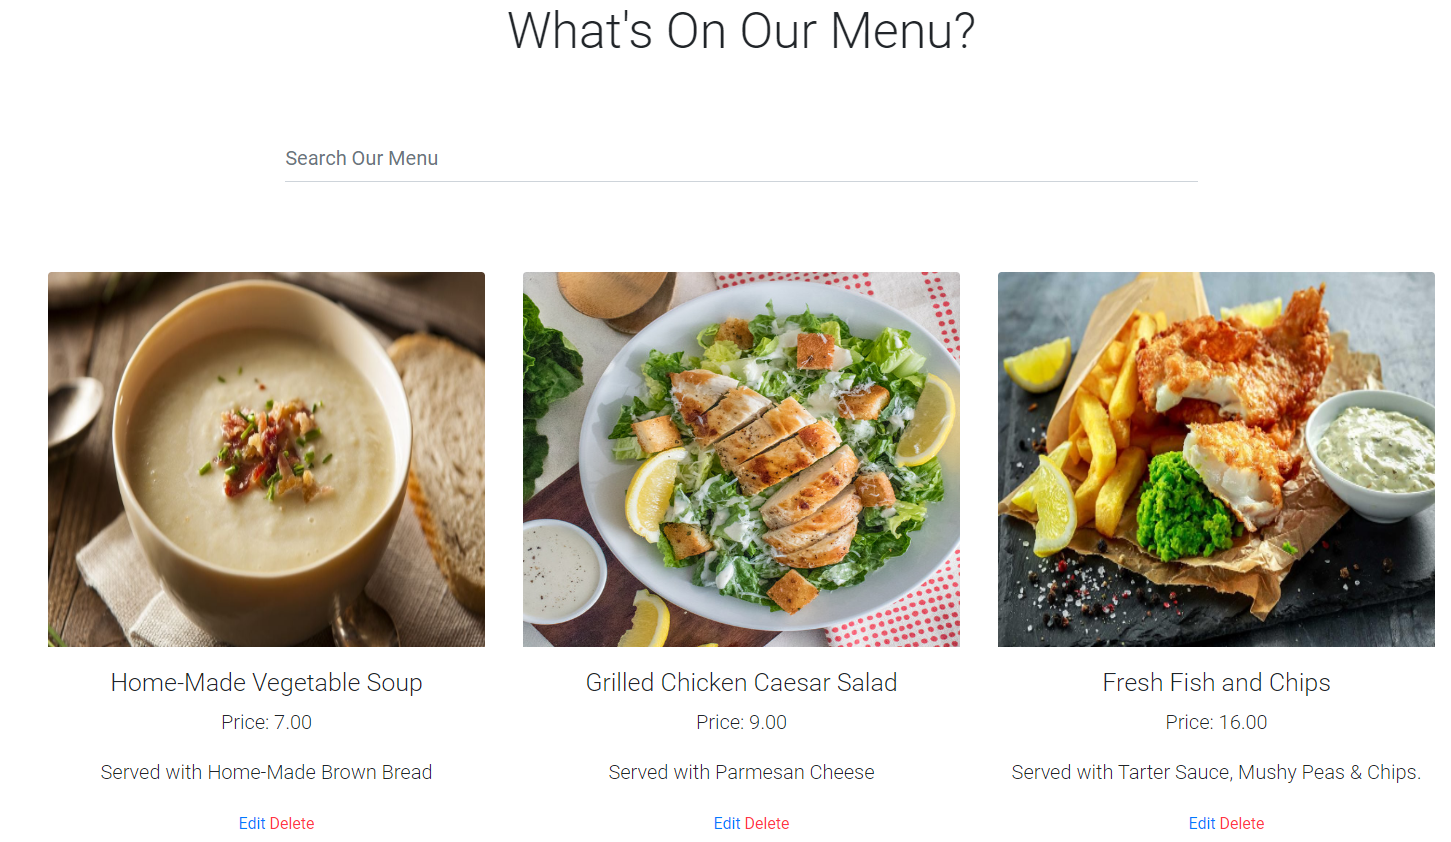 What's On Our Menu?
Search Our Menu
Home-Made Vegetable Soup
Price: 7.00
Served with Home-Made Brown Bread
Edit Delete
Grilled Chicken Caesar Salad
Price: 9.00
Served with Parmesan Cheese
Edit Delete
Fresh Fish and Chips
Price: 16.00
Served with Tarter Sauce, Mushy Peas & Chips.
Edit Delete